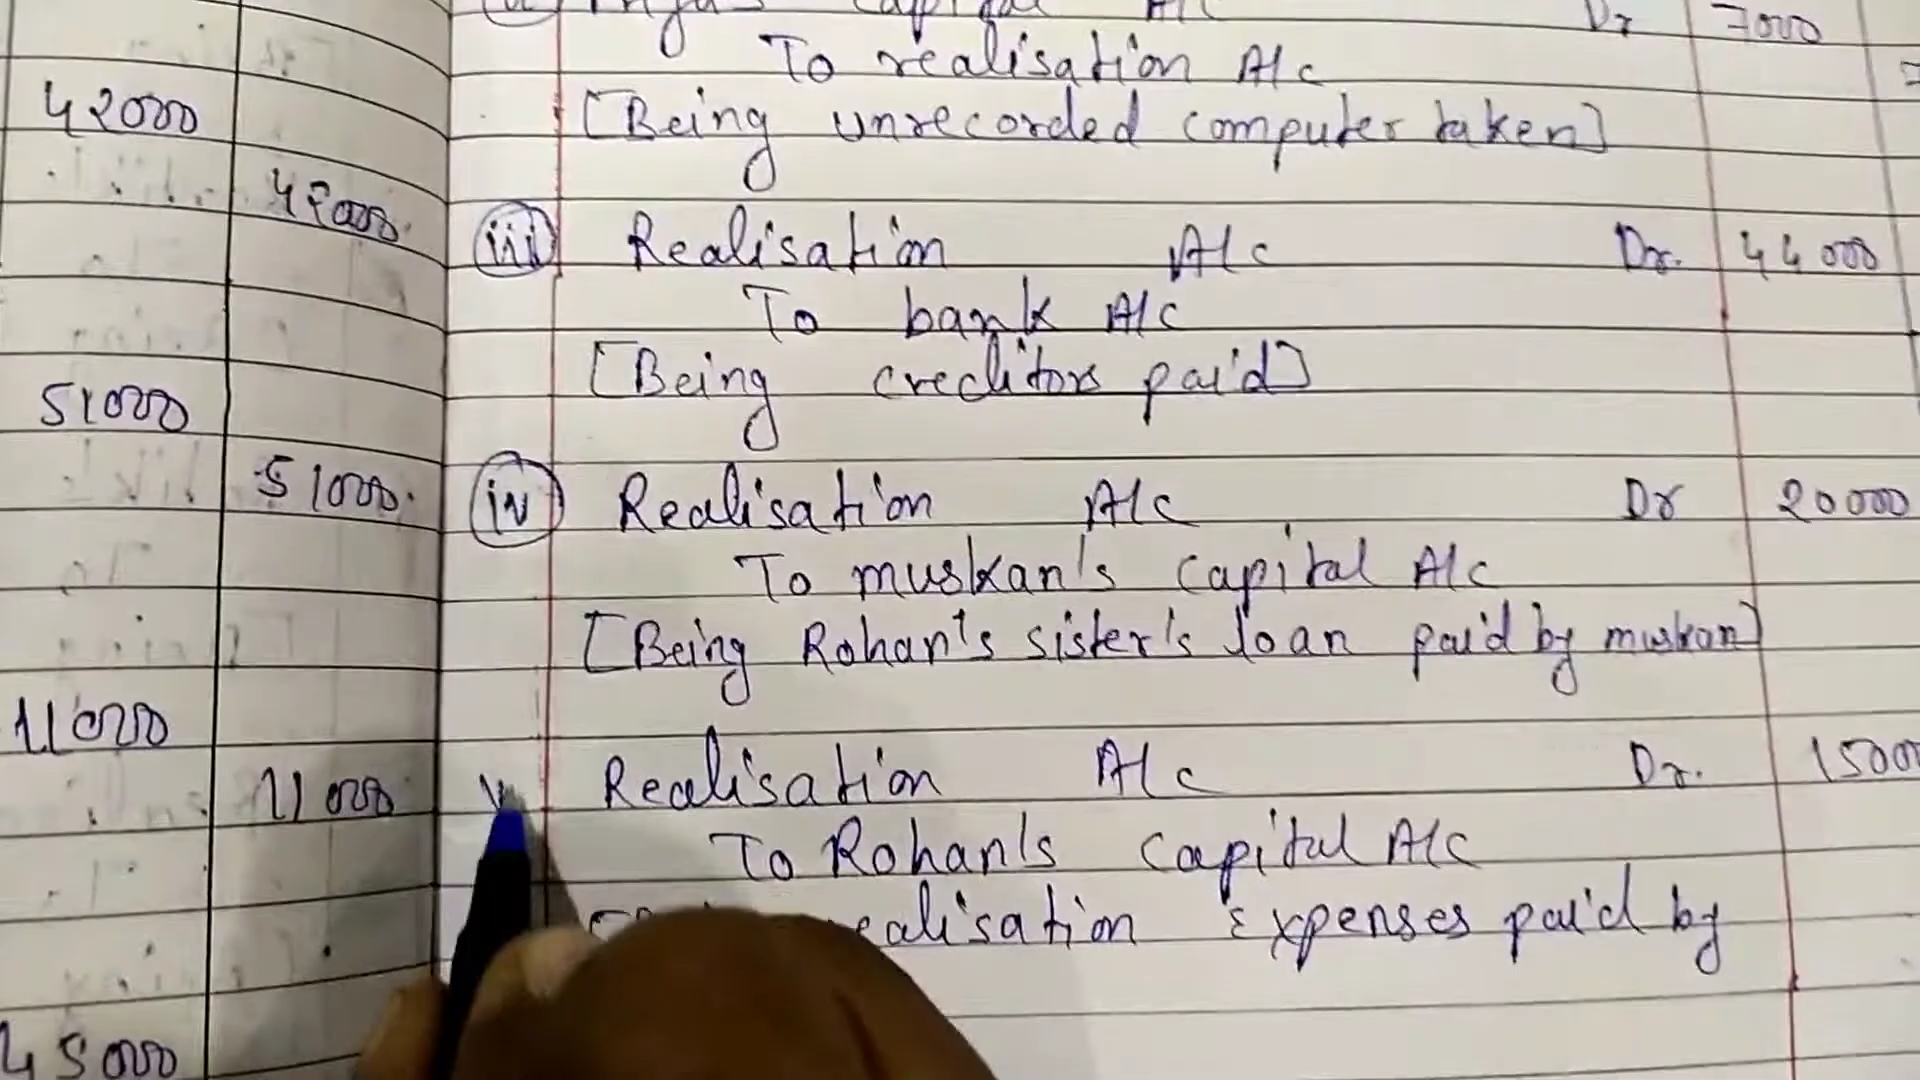 42000
42000
51000
51000
11000
11000
45000
Capital A/c Dr 7000
To realisation A/c
[Being unrecorded computer taken]
iii Realisation A/c Dr. 44000
To bank A/c
[Being creditors paid]
iv Realisation A/c Dr 20000
To muskan's capital A/c
[Being Rohan's sister's loan paid by muskan]
Realisation A/c Dr. 1500
To Rohan's Capital A/c
realisation expenses paid by